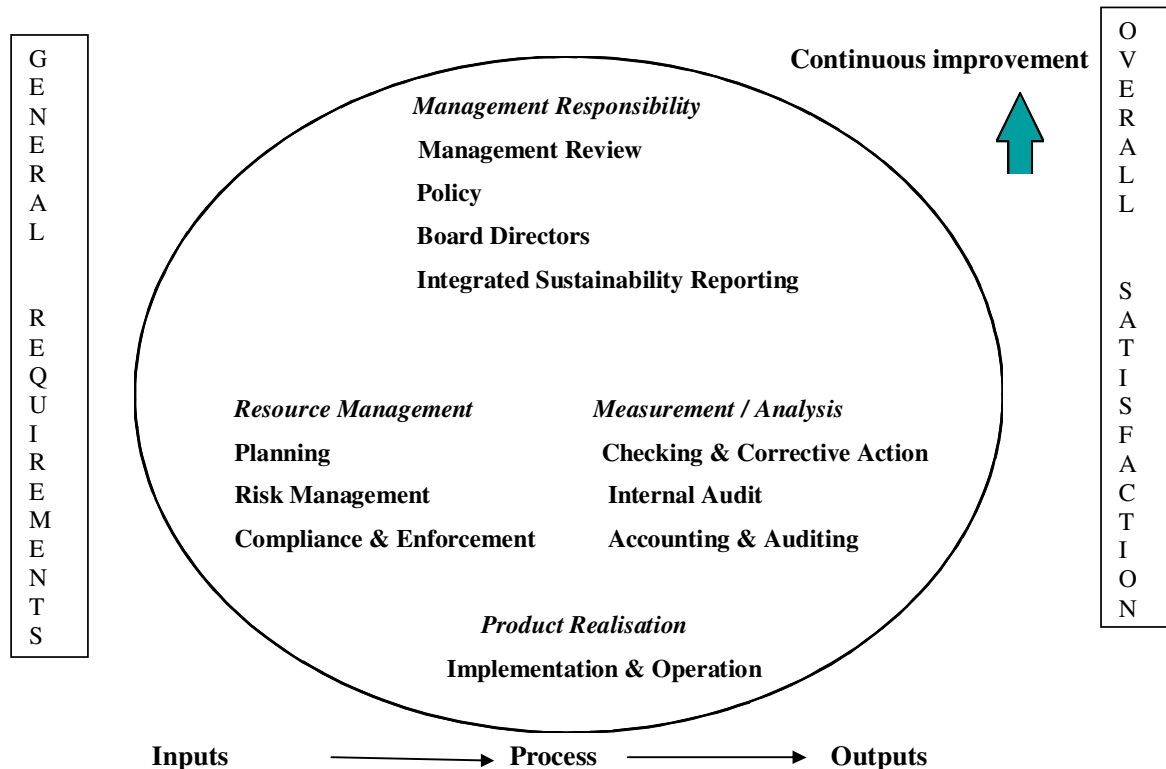 GENERAL REQUIREMENTS
Continuous improvement
OVERALL SATISFACTION
Management Responsibility
Management Review
Policy
Board Directors
Integrated Sustainability Reporting
Resource Management
Planning
Risk Management
Compliance & Enforcement
Measurement / Analysis
Checking & Corrective Action
Internal Audit
Accounting & Auditing
Product Realisation
Implementation & Operation
Inputs Process Outputs